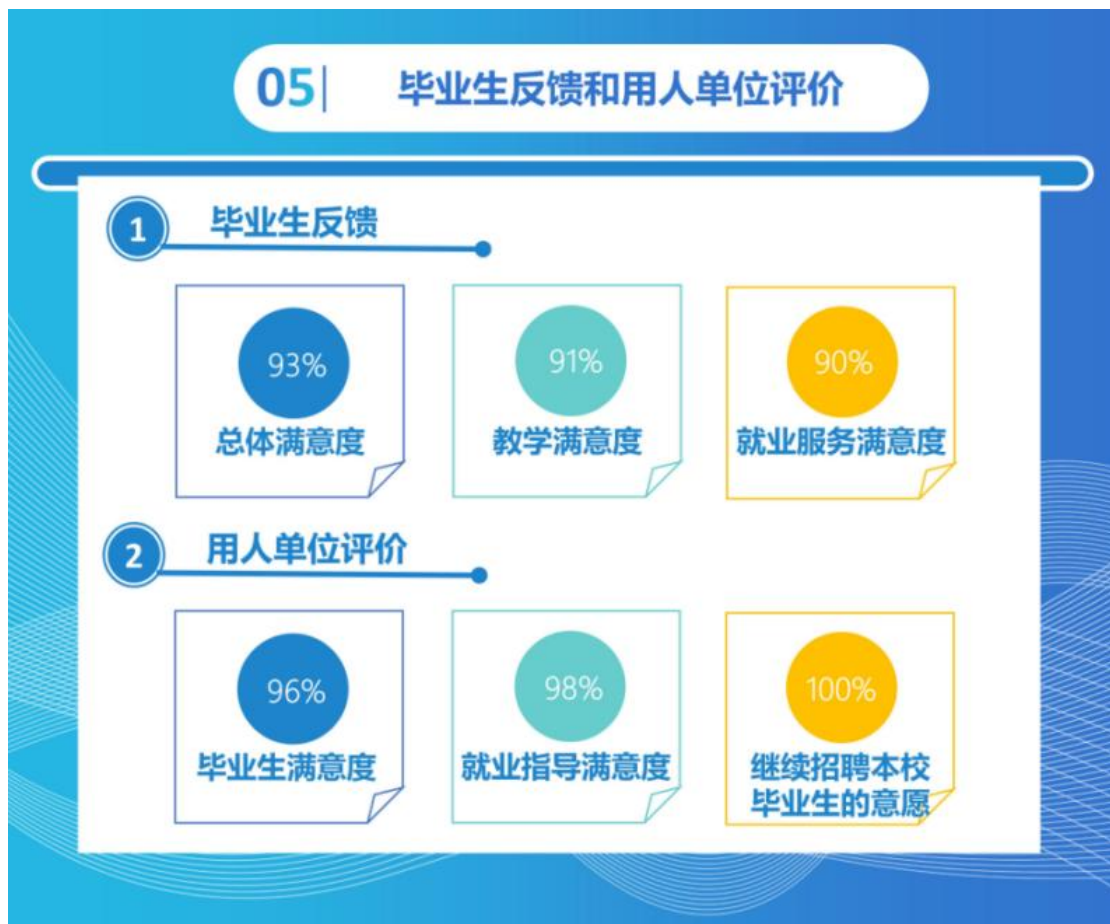 05| 毕业生反馈和用人单位评价
1 毕业生反馈
93% 91% 90%
总体满意度 教学满意度 就业服务满意度
2 用人单位评价
96% 98% 100%
毕业生满意度 就业指导满意度 继续招聘本校
毕业生的意愿